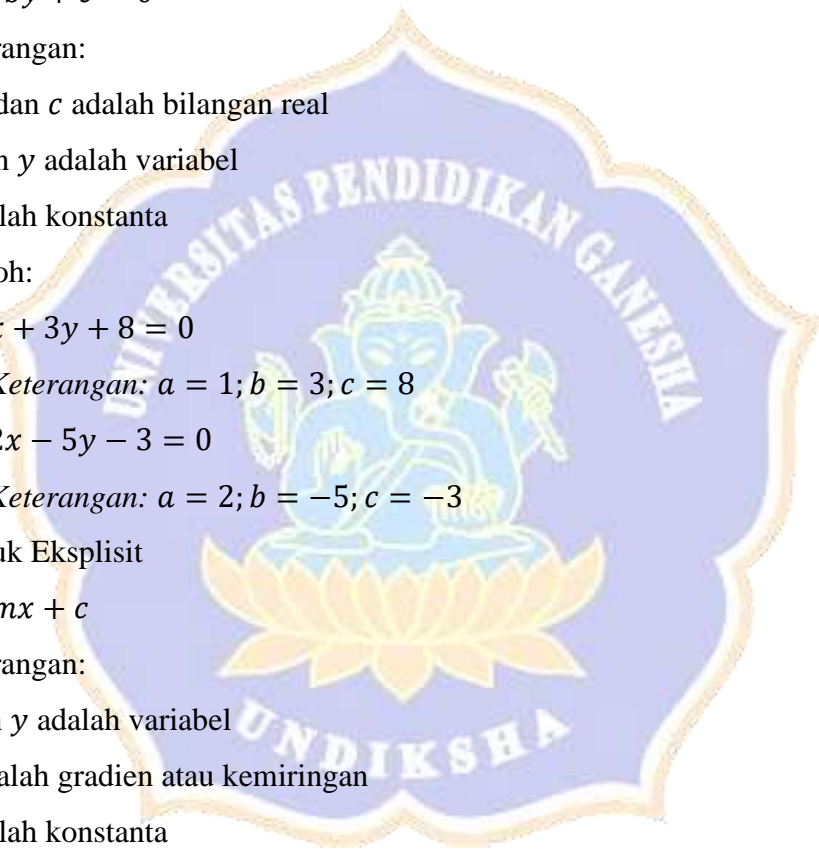 rangan:
dan c adalah bilangan real
y adalah variabel
lah konstanta
oh:
+ 3y + 8 = 0
Keterangan: a = 1; b = 3; c = 8
2x − 5y − 3 = 0
Keterangan: a = 2; b = −5; c = −3
uk Eksplisit
mx + c
rangan:
y adalah variabel
alah gradien atau kemiringan
lah konstanta
UNIVERSITAS PENDIDIKAN GANESHA
UNDIKSHA